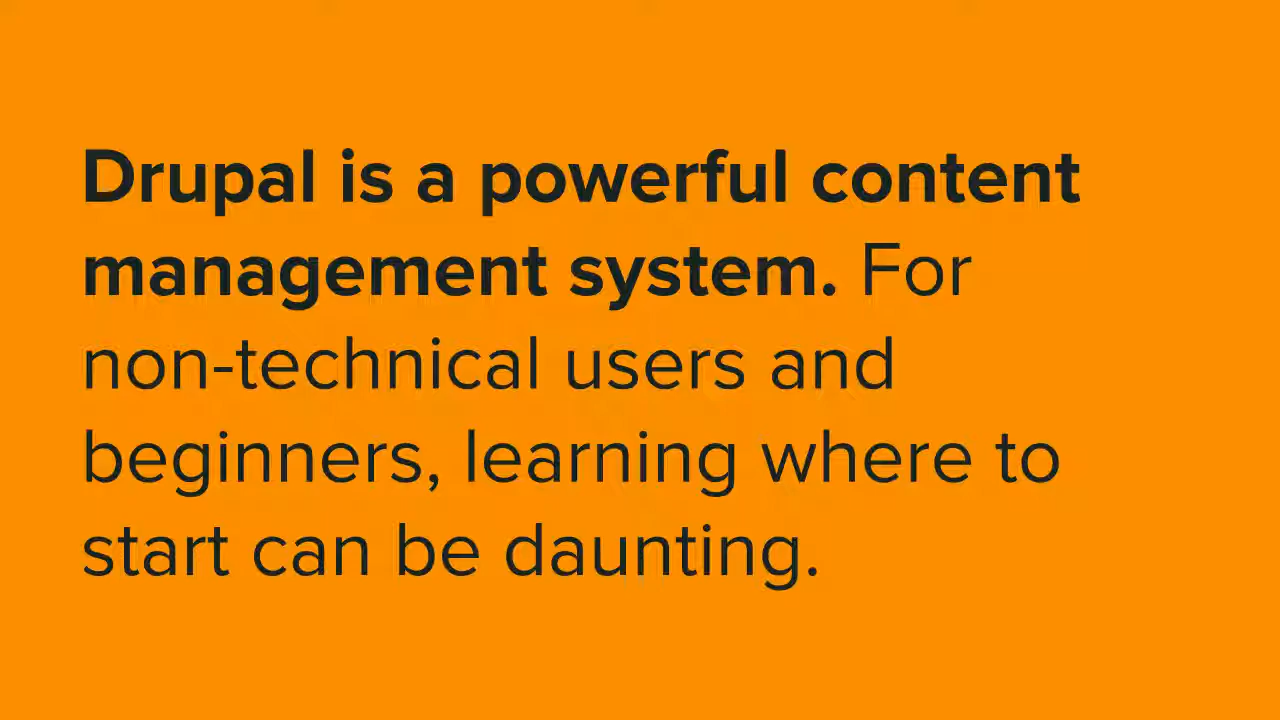 Drupal is a powerful content
management system. For
non-technical users and
beginners, learning where to
start can be daunting.